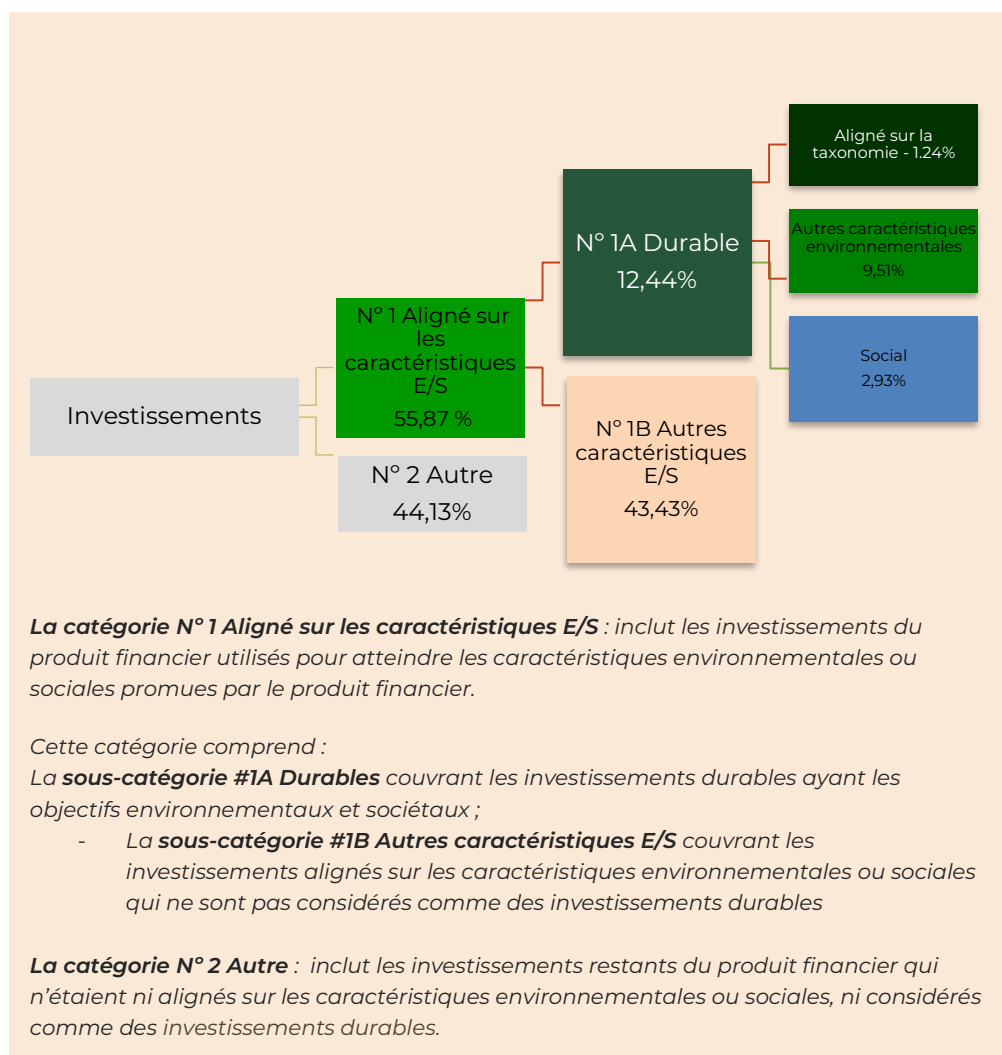 Aligné sur la
taxonomie - 1.24%
Autres caractéristiques
environnementales
9,51%
Social
2,93%
Nº 1A Durable
12,44%
Nº 1 Aligné sur
les
caractéristiques
E/S
55,87 %
Nº 1B Autres
caractéristiques
E/S
43,43%
Investissements
Nº 2 Autre
44,13%
La catégorie Nº 1 Aligné sur les caractéristiques E/S : inclut les investissements du
produit financier utilisés pour atteindre les caractéristiques environnementales ou
sociales promues par le produit financier.
Cette catégorie comprend :
La sous-catégorie #1A Durables couvrant les investissements durables ayant les
objectifs environnementaux et sociétaux ;
- La sous-catégorie #1B Autres caractéristiques E/S couvrant les
investissements alignés sur les caractéristiques environnementales ou sociales
qui ne sont pas considérés comme des investissements durables
La catégorie Nº 2 Autre : inclut les investissements restants du produit financier qui
n’étaient ni alignés sur les caractéristiques environnementales ou sociales, ni considérés
comme des investissements durables.